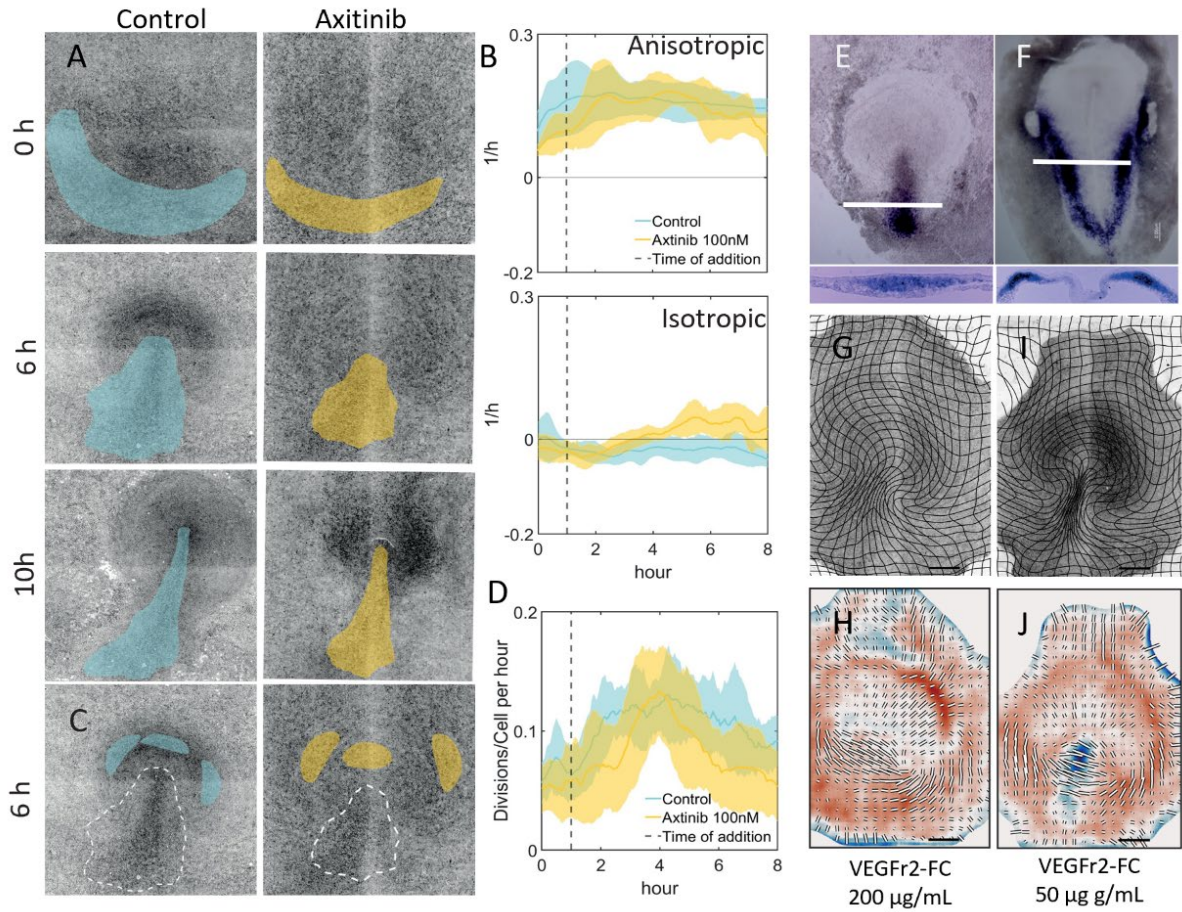 Control
Axitinib
A
0 h
6 h
10h
C
6 h
B
Anisotropic
0.3
0
-0.2
1/h
Control
Axtinib 100nM
Time of addition
Isotropic
0.3
0
-0.2
1/h
0 2 4 6 8
hour
D
0.2
0.1
0
Divisions/Cell per hour
Control
Axtinib 100nM
Time of addition
0 2 4 6 8
hour
E
F
G
I
H
J
VEGFr2-FC
200 µg/mL
VEGFr2-FC
50 µg g/mL